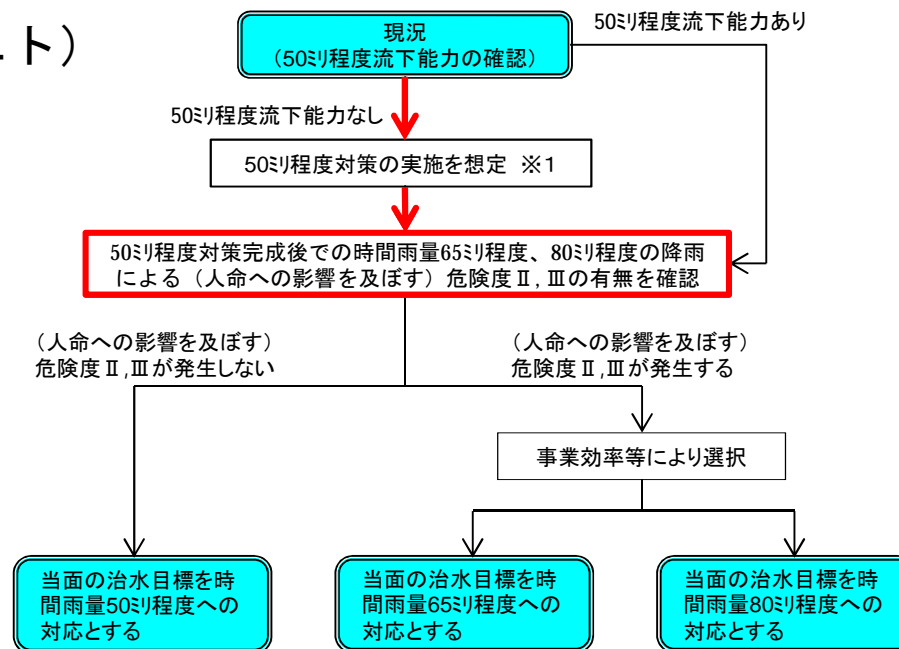 ト）
50ﾐﾘ程度流下能力あり
現況
（50ﾐﾘ程度流下能力の確認）
50ﾐﾘ程度流下能力なし
50ﾐﾘ程度対策の実施を想定 ※1
50ﾐﾘ程度対策完成後での時間雨量65ﾐﾘ程度、80ﾐﾘ程度の降雨
による（人命への影響を及ぼす）危険度Ⅱ,Ⅲの有無を確認
（人命への影響を及ぼす）
危険度Ⅱ,Ⅲが発生しない
（人命への影響を及ぼす）
危険度Ⅱ,Ⅲが発生する
事業効率等により選択
当面の治水目標を時
間雨量50ﾐﾘ程度への
対応とする
当面の治水目標を時
間雨量65ﾐﾘ程度への
対応とする
当面の治水目標を時
間雨量80ﾐﾘ程度への
対応とする